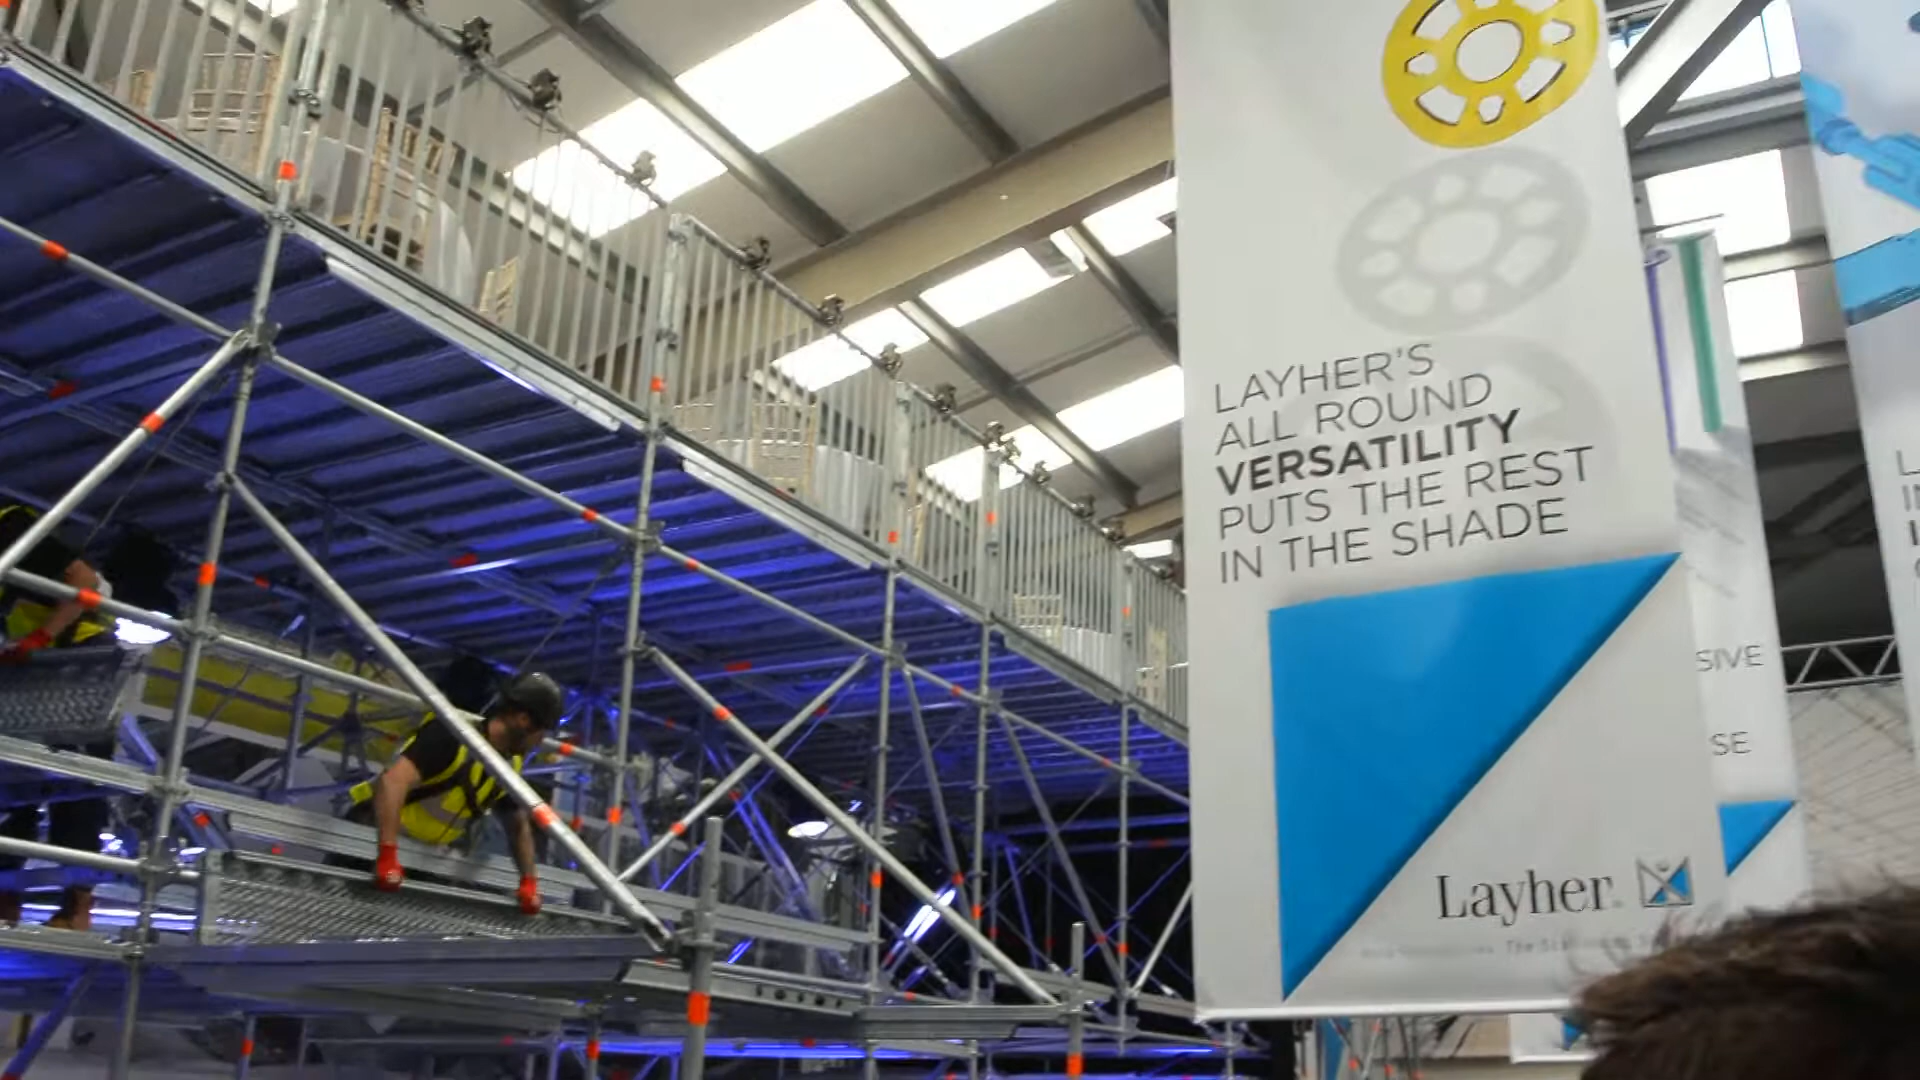 LAYHER'S
ALL ROUND
VERSATILITY
PUTS THE REST
IN THE SHADE
Layher
SIVE
SE